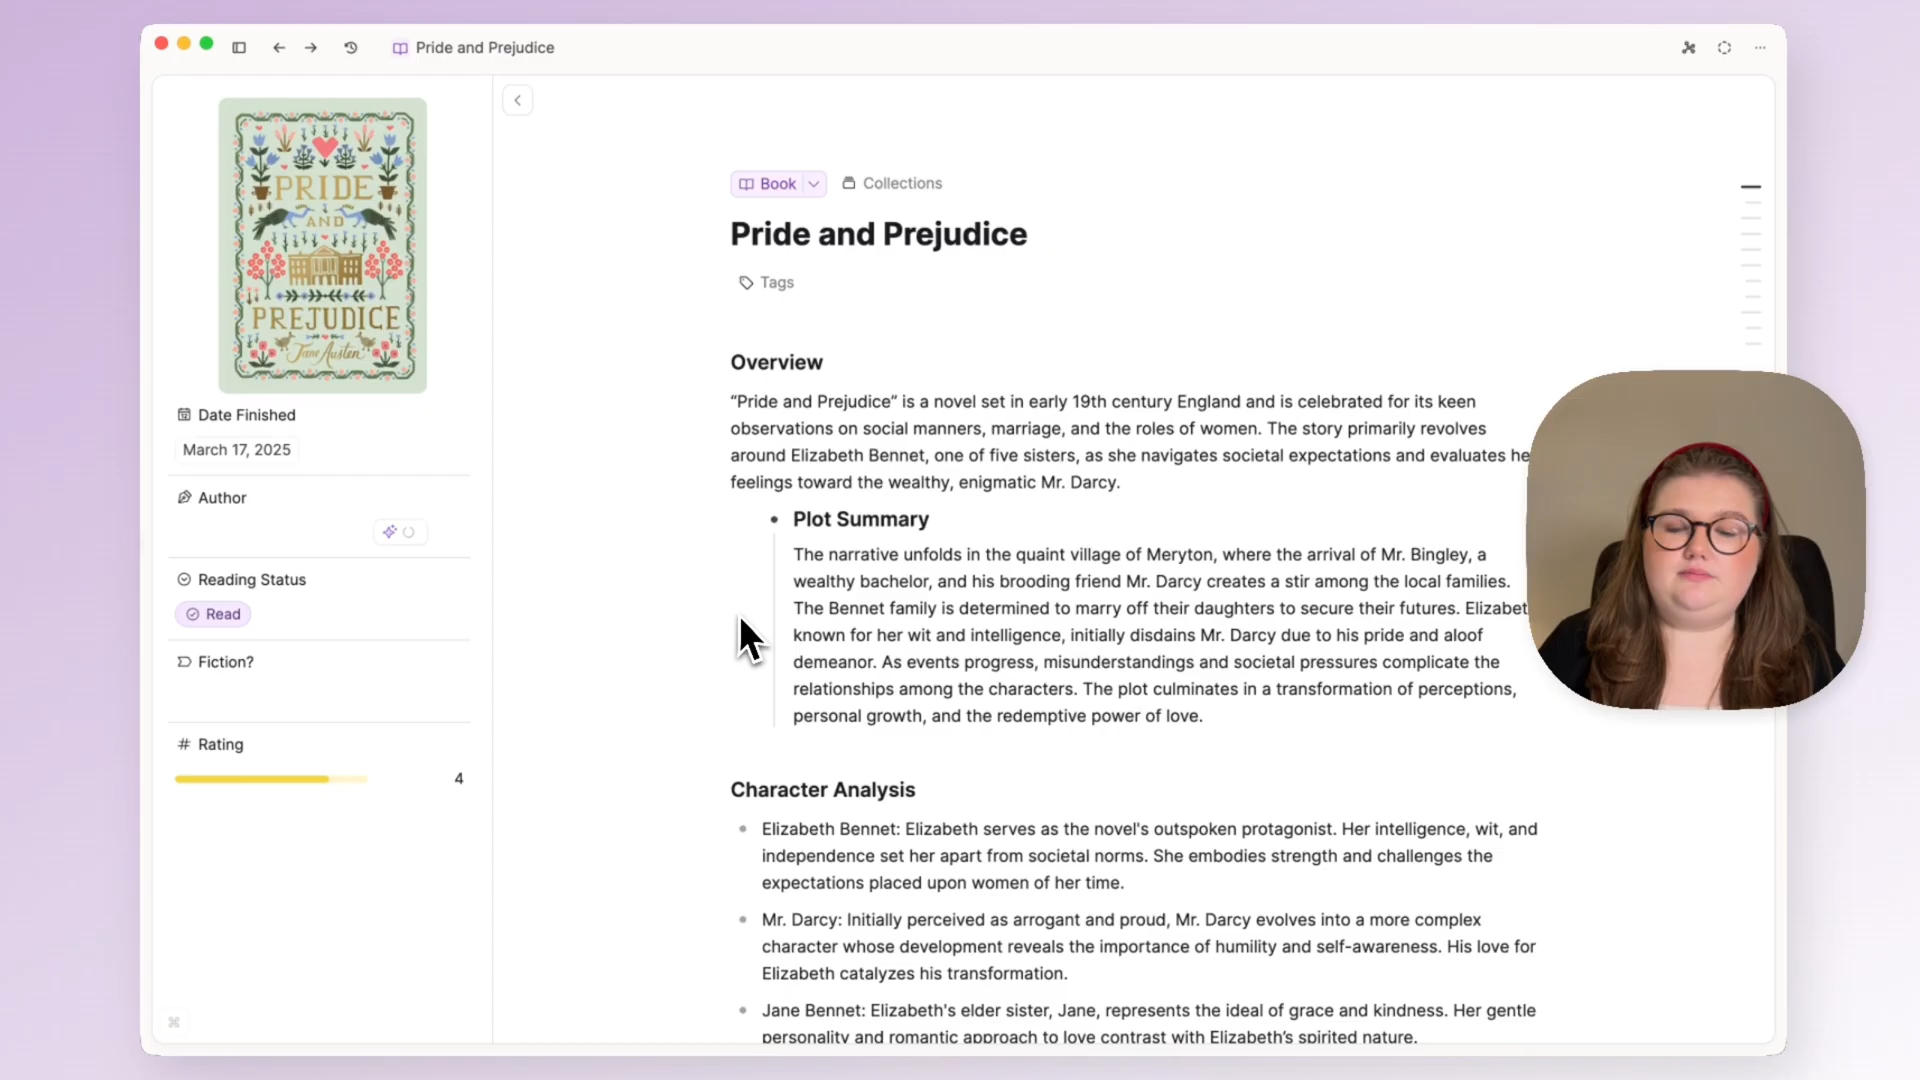 Pride and Prejudice
PRIDE
AND
PREJUDICE
Jane Austen
Date Finished
March 17, 2025
Author
Reading Status
Read
Fiction?
Rating
4
Book
Collections
Pride and Prejudice
Tags
Overview
“Pride and Prejudice” is a novel set in early 19th century England and is celebrated for its keen
observations on social manners, marriage, and the roles of women. The story primarily revolves
around Elizabeth Bennet, one of five sisters, as she navigates societal expectations and evaluates he
feelings toward the wealthy, enigmatic Mr. Darcy.
• Plot Summary
The narrative unfolds in the quaint village of Meryton, where the arrival of Mr. Bingley, a
wealthy bachelor, and his brooding friend Mr. Darcy creates a stir among the local families.
The Bennet family is determined to marry off their daughters to secure their futures. Elizabet
known for her wit and intelligence, initially disdains Mr. Darcy due to his pride and aloof
demeanor. As events progress, misunderstandings and societal pressures complicate the
relationships among the characters. The plot culminates in a transformation of perceptions,
personal growth, and the redemptive power of love.
Character Analysis
• Elizabeth Bennet: Elizabeth serves as the novel's outspoken protagonist. Her intelligence, wit, and
independence set her apart from societal norms. She embodies strength and challenges the
expectations placed upon women of her time.
• Mr. Darcy: Initially perceived as arrogant and proud, Mr. Darcy evolves into a more complex
character whose development reveals the importance of humility and self-awareness. His love for
Elizabeth catalyzes his transformation.
• Jane Bennet: Elizabeth's elder sister, Jane, represents the ideal of grace and kindness. Her gentle
personality and romantic approach to love contrast with Elizabeth’s spirited nature.